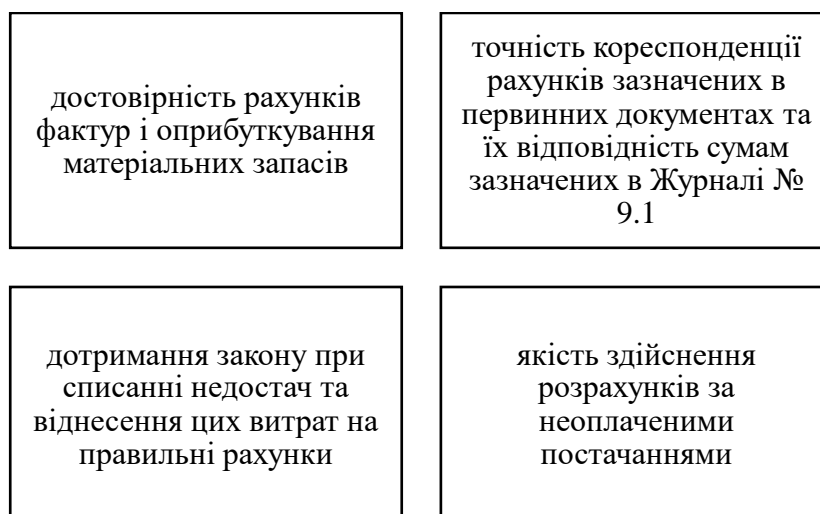 достовірність рахунків
фактур і оприбуткування
матеріальних запасів
точність кореспонденції
рахунків зазначених в
первинних документах та
їх відповідність сумам
зазначених в Журналі №
9.1
дотримання закону при
списанні недостач та
віднесення цих витрат на
правильні рахунки
якість здійснення
розрахунків за
неоплаченими
постачаннями